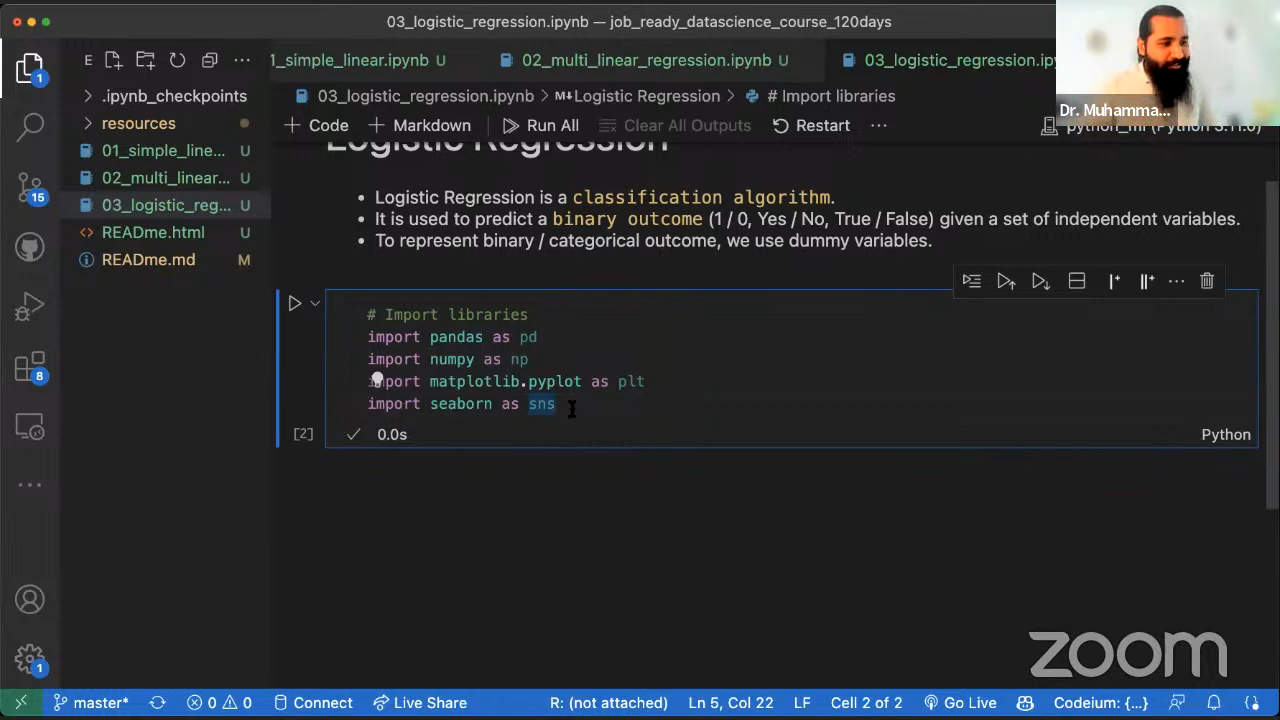 03_logistic_regression.ipynb — job_ready_datascience_course_120days
1_simple_linear.ipynb U
02_multi_linear_regression.ipynb U
03_logistic_regression.ip
E
.ipynb_checkpoints
03_logistic_regression.ipynb > M↓Logistic Regression > # Import libraries
resources
Dr. Muhamma...
+ Code + Markdown Run All Clear All Outputs Restart ...
python_ml (Python 3.11.0)
01_simple_line... U
02_multi_linear... U
03_logistic_reg... U
READme.html U
READme.md M
1
15
8
1
Logistic Regression
• Logistic Regression is a classification algorithm.
• It is used to predict a binary outcome (1 / 0, Yes / No, True / False) given a set of independent variables.
• To represent binary / categorical outcome, we use dummy variables.
# Import libraries
import pandas as pd
import numpy as np
import matplotlib.pyplot as plt
import seaborn as sns
[2] 0.0s Python
zoom
master* 0 0 Connect Live Share R: (not attached) Ln 5, Col 22 LF Cell 2 of 2 Go Live Codeium: {...}